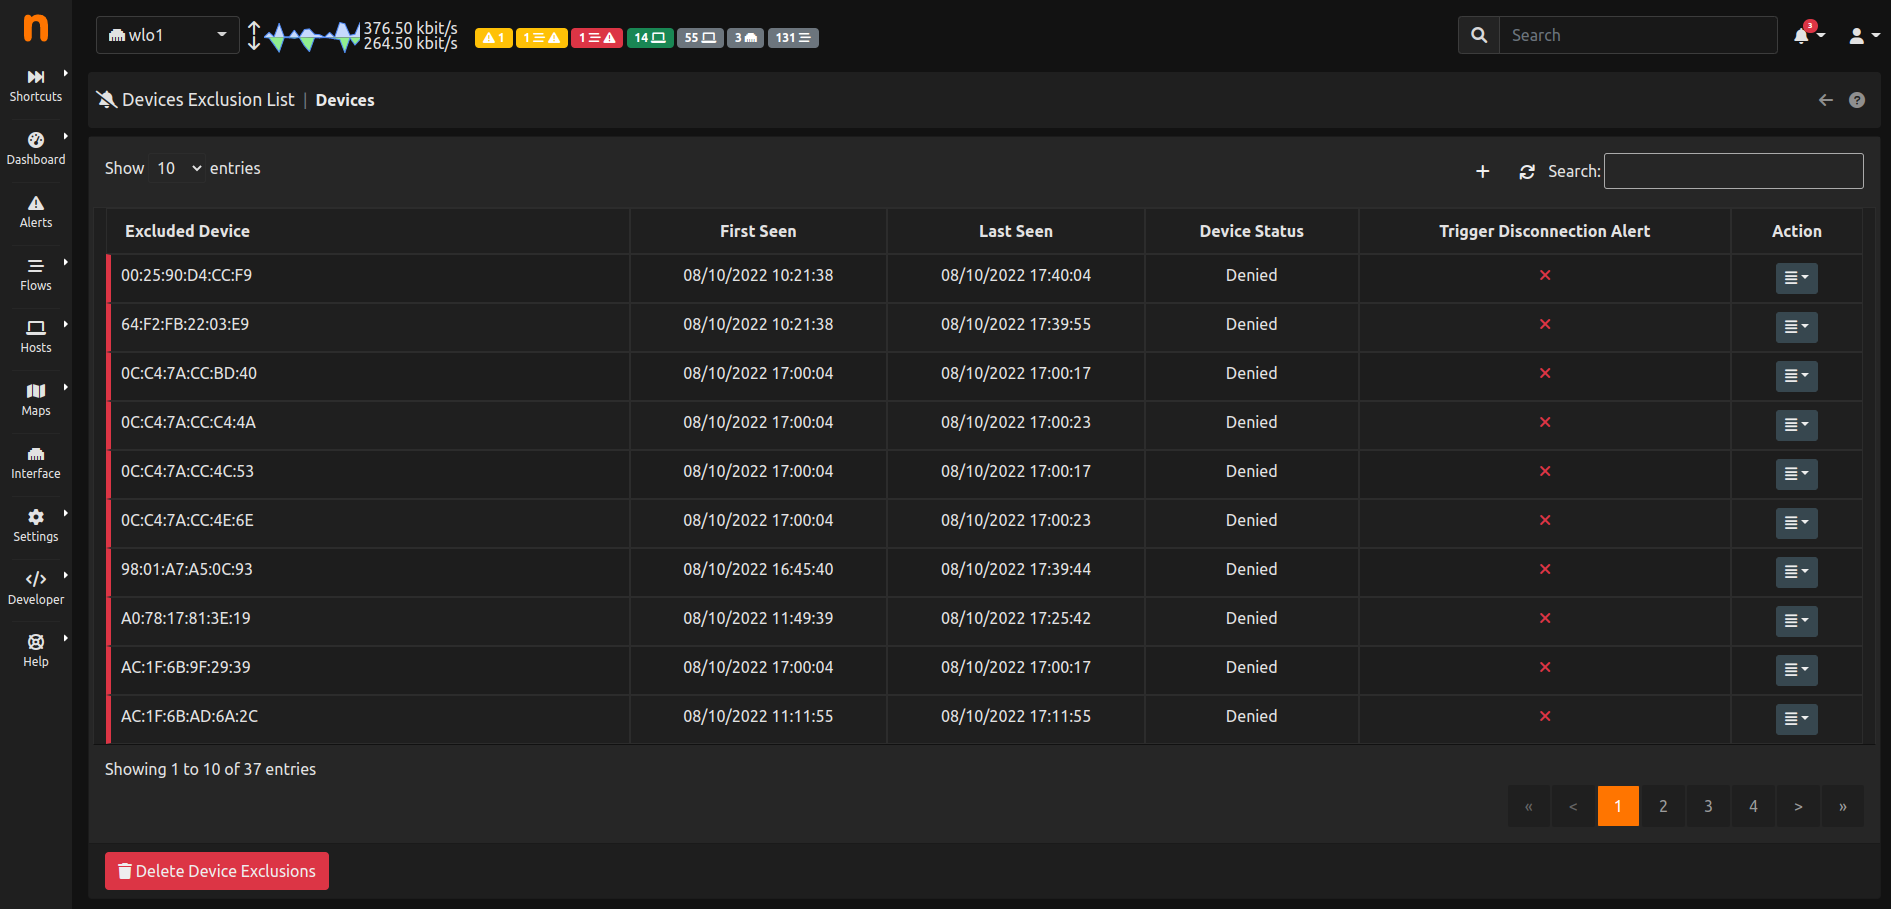 n
wlo1
376.50 kbit/s
264.50 kbit/s
1
1
1
14
55
3
131
Search
3
Shortcuts
Dashboard
Alerts
Flows
Hosts
Maps
Interface
Settings
Developer
Help
Devices Exclusion List | Devices
Show 10 entries
Search:
Excluded Device First Seen Last Seen Device Status Trigger Disconnection Alert Action
00:25:90:D4:CC:F9 08/10/2022 10:21:38 08/10/2022 17:40:04 Denied
64:F2:FB:22:03:E9 08/10/2022 10:21:38 08/10/2022 17:39:55 Denied
0C:C4:7A:CC:BD:40 08/10/2022 17:00:04 08/10/2022 17:00:17 Denied
0C:C4:7A:CC:C4:4A 08/10/2022 17:00:04 08/10/2022 17:00:23 Denied
0C:C4:7A:CC:4C:53 08/10/2022 17:00:04 08/10/2022 17:00:17 Denied
0C:C4:7A:CC:4E:6E 08/10/2022 17:00:04 08/10/2022 17:00:23 Denied
98:01:A7:A5:0C:93 08/10/2022 16:45:40 08/10/2022 17:39:44 Denied
A0:78:17:81:3E:19 08/10/2022 11:49:39 08/10/2022 17:25:42 Denied
AC:1F:6B:9F:29:39 08/10/2022 17:00:04 08/10/2022 17:00:17 Denied
AC:1F:6B:AD:6A:2C 08/10/2022 11:11:55 08/10/2022 17:11:55 Denied
Showing 1 to 10 of 37 entries
« < 1 2 3 4 > »
Delete Device Exclusions